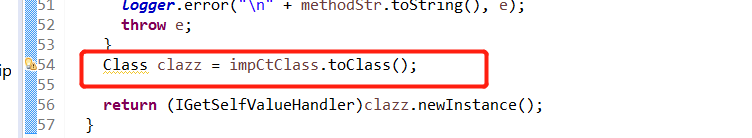 51 logger.error("\n" + methodStr.toString(), e);
52 throw e;
53 }
ip 54 Class clazz = impCtClass.toClass();
55
56 return (IGetSelfValueHandler)clazz.newInstance();
57 }